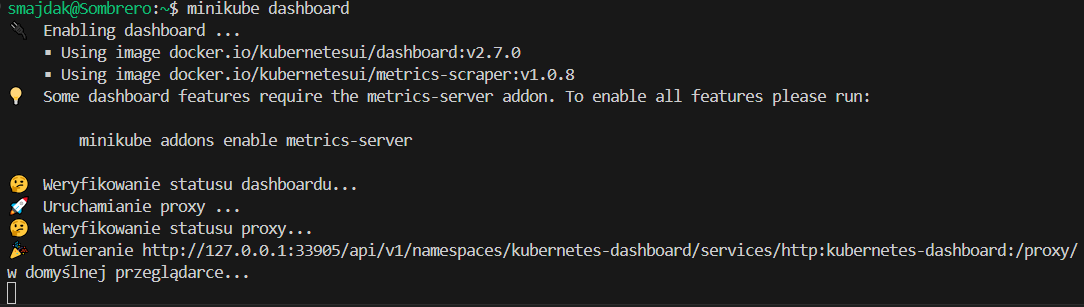 smajdak@Sombrero:~$ minikube dashboard
Enabling dashboard ...
▪ Using image docker.io/kubernetesui/dashboard:v2.7.0
▪ Using image docker.io/kubernetesui/metrics-scraper:v1.0.8
Some dashboard features require the metrics-server addon. To enable all features please run:
minikube addons enable metrics-server
Weryfikowanie statusu dashboardu...
Uruchamianie proxy ...
Weryfikowanie statusu proxy...
Otwieranie http://127.0.0.1:33905/api/v1/namespaces/kubernetes-dashboard/services/http:kubernetes-dashboard:/proxy/
w domyślnej przeglądarce...